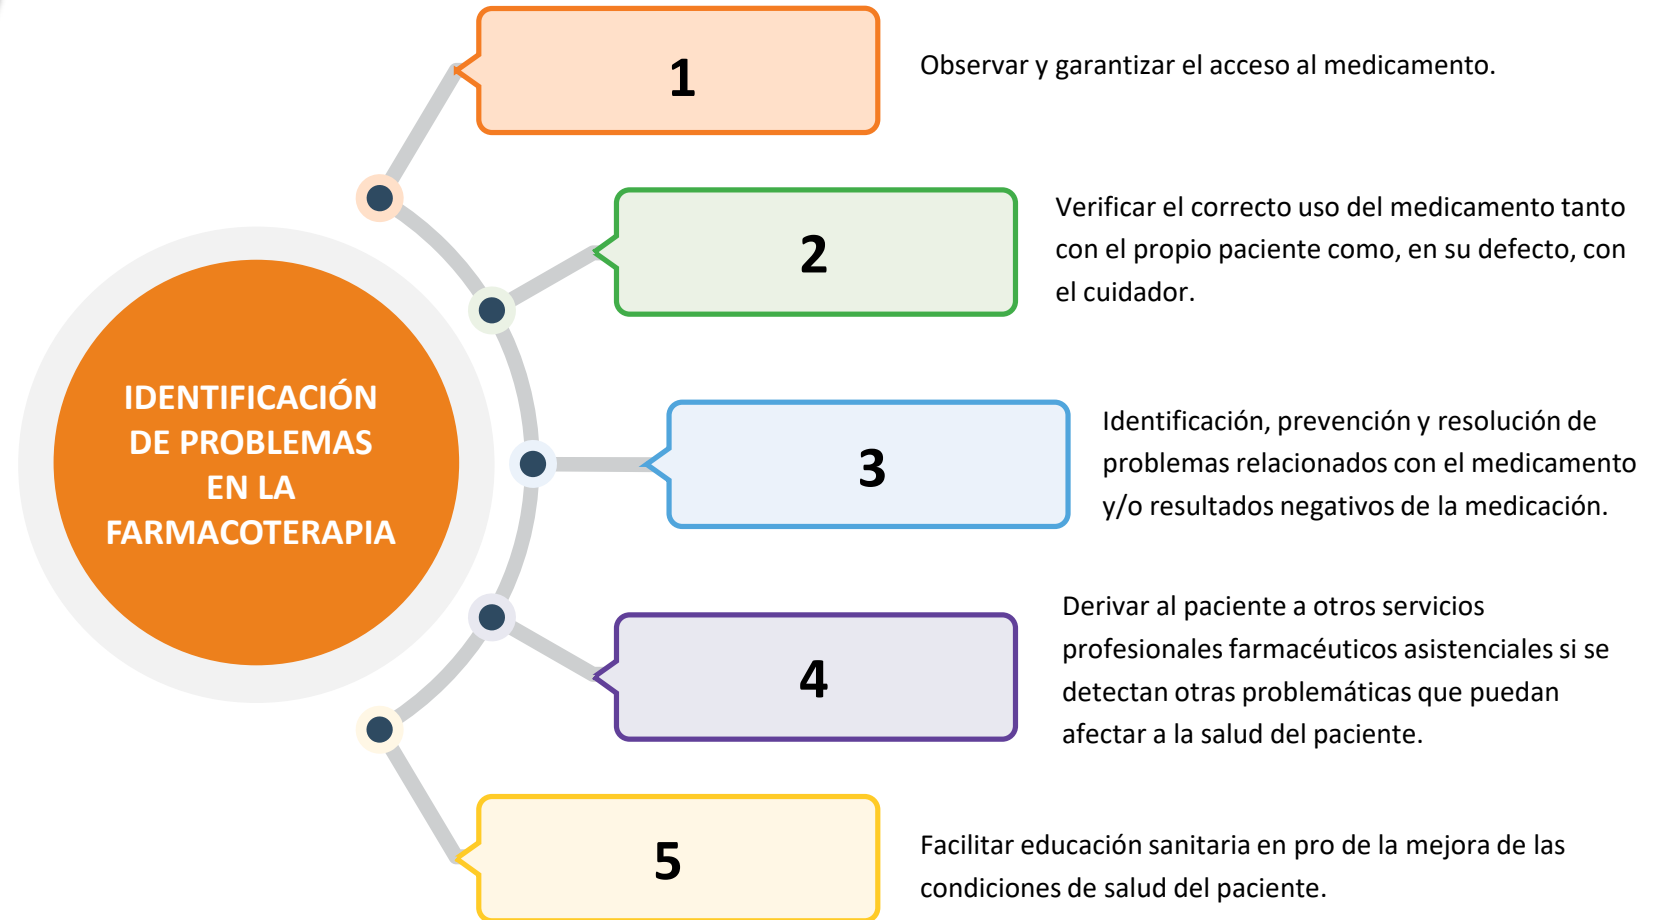 1
Observar y garantizar el acceso al medicamento.
2
Verificar el correcto uso del medicamento tanto
con el propio paciente como, en su defecto, con
el cuidador.
IDENTIFICACIÓN
DE PROBLEMAS
EN LA
FARMACOTERAPIA
3
Identificación, prevención y resolución de
problemas relacionados con el medicamento
y/o resultados negativos de la medicación.
4
Derivar al paciente a otros servicios
profesionales farmacéuticos asistenciales si se
detectan otras problemáticas que puedan
afectar a la salud del paciente.
5
Facilitar educación sanitaria en pro de la mejora de las
condiciones de salud del paciente.